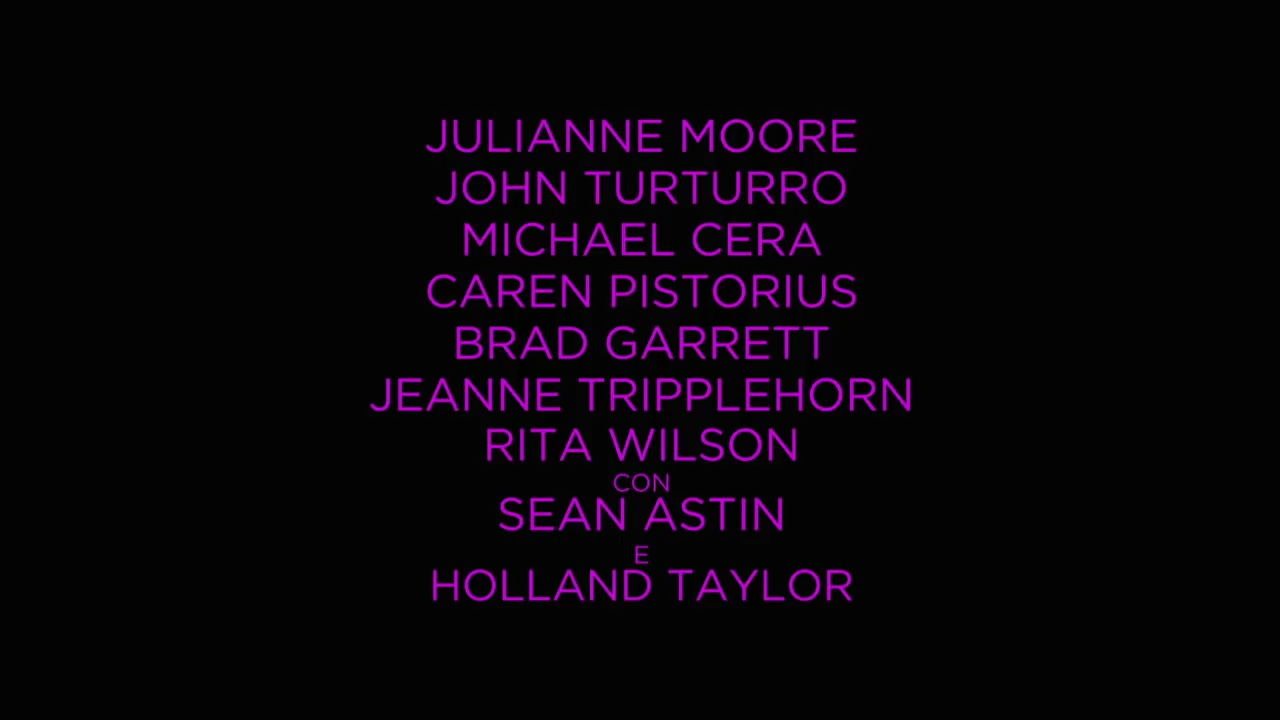 JULIANNE MOORE
JOHN TURTURRO
MICHAEL CERA
CAREN PISTORIUS
BRAD GARRETT
JEANNE TRIPPLEHORN
RITA WILSON
CON
SEAN ASTIN
E
HOLLAND TAYLOR